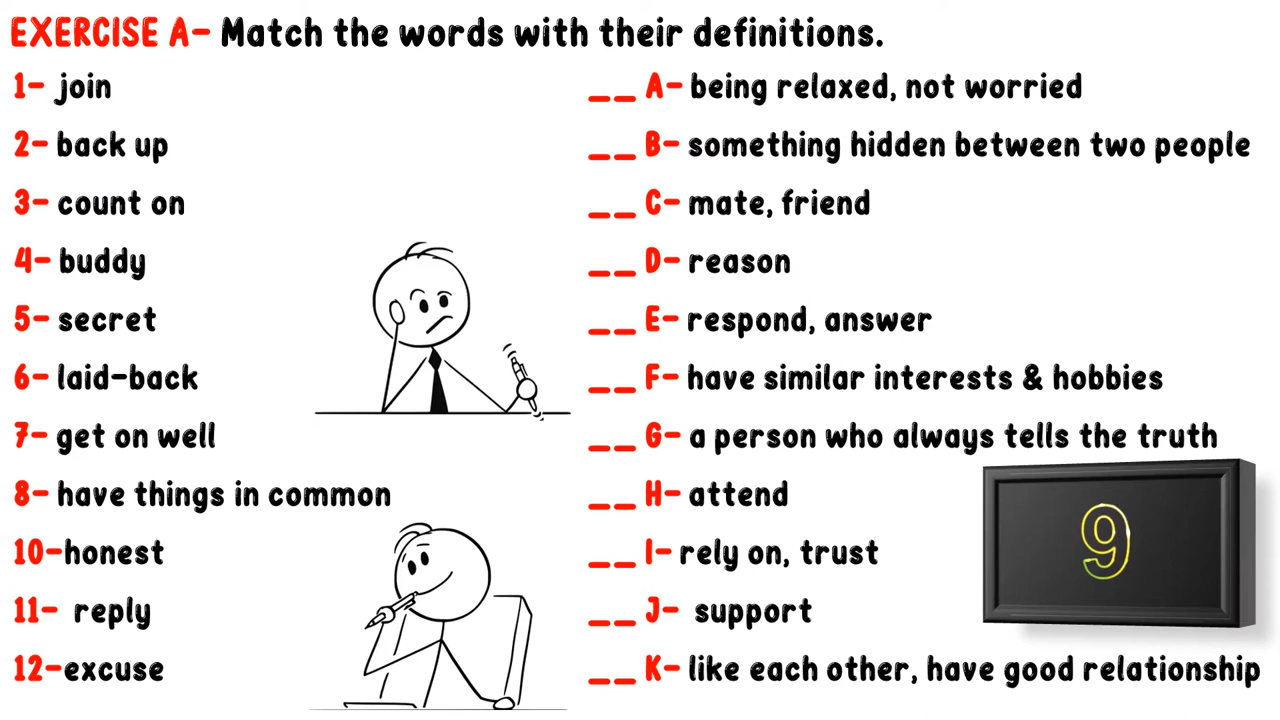 EXERCISE A- Match the words with their definitions.
1- join
2- back up
3- count on
4- buddy
5- secret
6- laid-back
7- get on well
8- have things in common
10-honest
11- reply
12-excuse
__ A- being relaxed, not worried
__ B- something hidden between two people
__ C- mate, friend
__ D- reason
__ E- respond, answer
__ F- have similar interests & hobbies
__ G- a person who always tells the truth
__ H- attend
__ I- rely on, trust
__ J- support
__ K- like each other, have good relationship
9